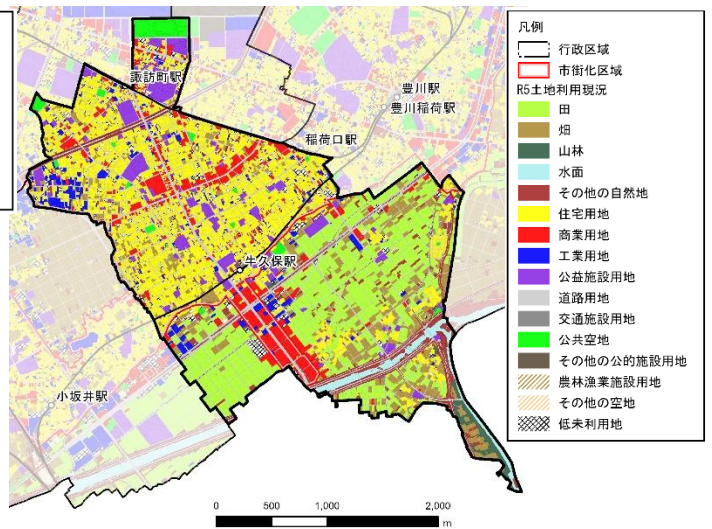 諏訪町駅
豊川駅
豊川稲荷駅
稲荷口駅
牛久保駅
小坂井駅
0 500 1,000 2,000
m
凡例
行政区域
市街化区域
R5土地利用現況
田
畑
山林
水面
その他の自然地
住宅用地
商業用地
工業用地
公益施設用地
道路用地
交通施設用地
公共空地
その他の公的施設用地
農林漁業施設用地
その他の空地
低未利用地